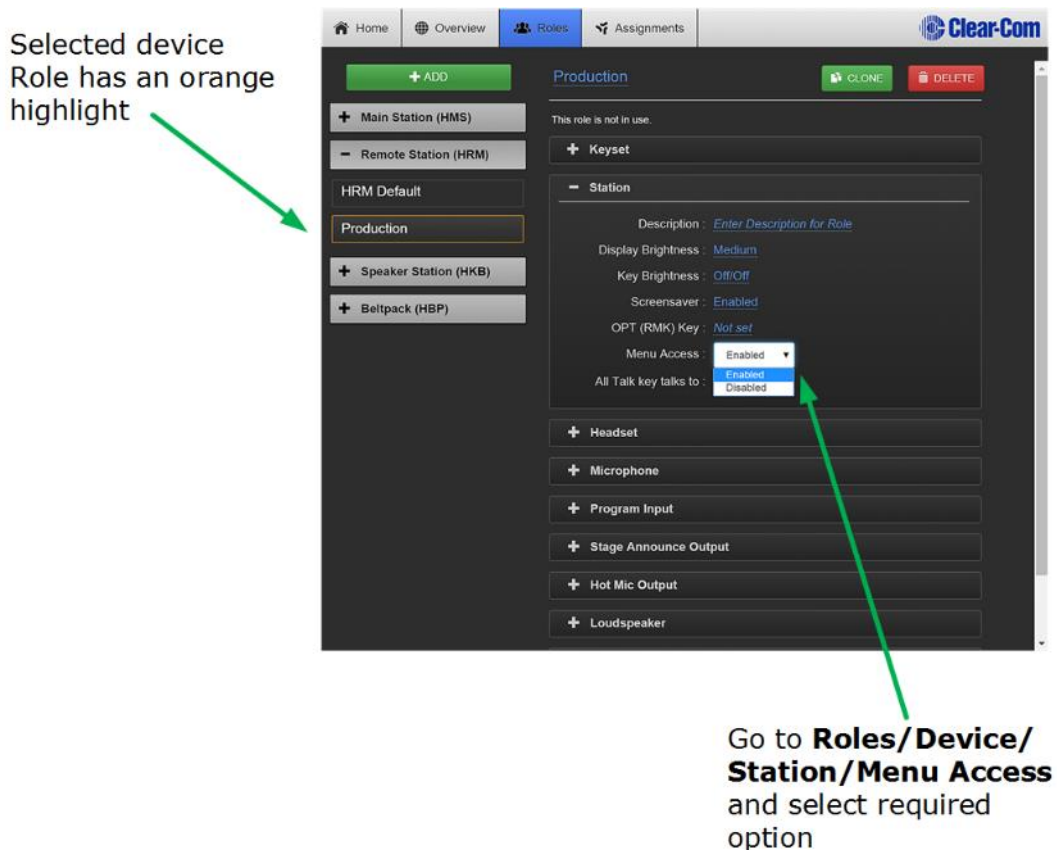 Selected device
Role has an orange
highlight
Home
Overview
Roles
Assignments
Clear-Com
+ ADD
+ Main Station (HMS)
− Remote Station (HRM)
HRM Default
Production
+ Speaker Station (HKB)
+ Beltpack (HBP)
Production
CLONE
DELETE
This role is not in use.
+ Keyset
− Station
Description : Enter Description for Role
Display Brightness : Medium
Key Brightness : Off/Off
Screensaver : Enabled
OPT (RMK) Key : Not set
Menu Access : Enabled
Enabled
Disabled
All Talk key talks to :
+ Headset
+ Microphone
+ Program Input
+ Stage Announce Output
+ Hot Mic Output
+ Loudspeaker
Go to Roles/Device/
Station/Menu Access
and select required
option